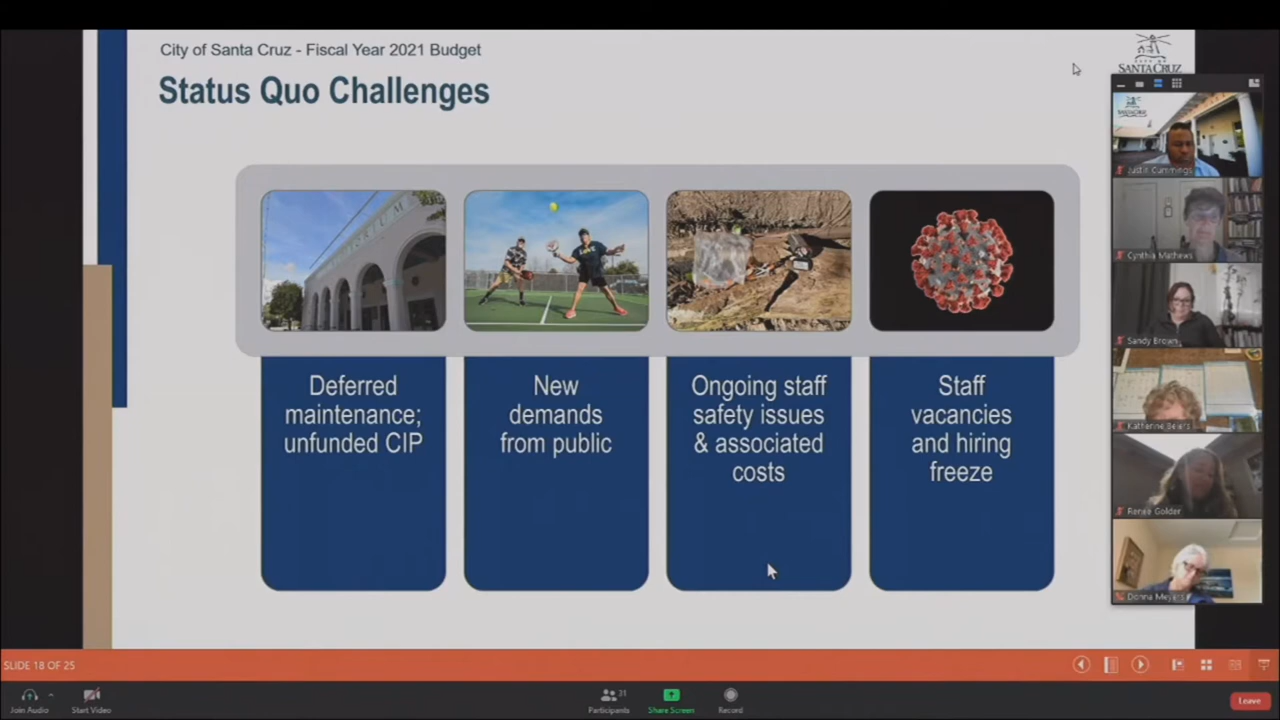 City of Santa Cruz - Fiscal Year 2021 Budget
Status Quo Challenges
CITY OF
SANTA CRUZ
Justin Cummings
Cynthia Mathews
Sandy Brown
Katherine Beiers
Renee Golder
Donna Meyers
Deferred
maintenance;
unfunded CIP
New
demands
from public
Ongoing staff
safety issues
& associated
costs
Staff
vacancies
and hiring
freeze
SLIDE 18 OF 25
Join Audio
Start Video
31
Participants
Share Screen
Record
Leave